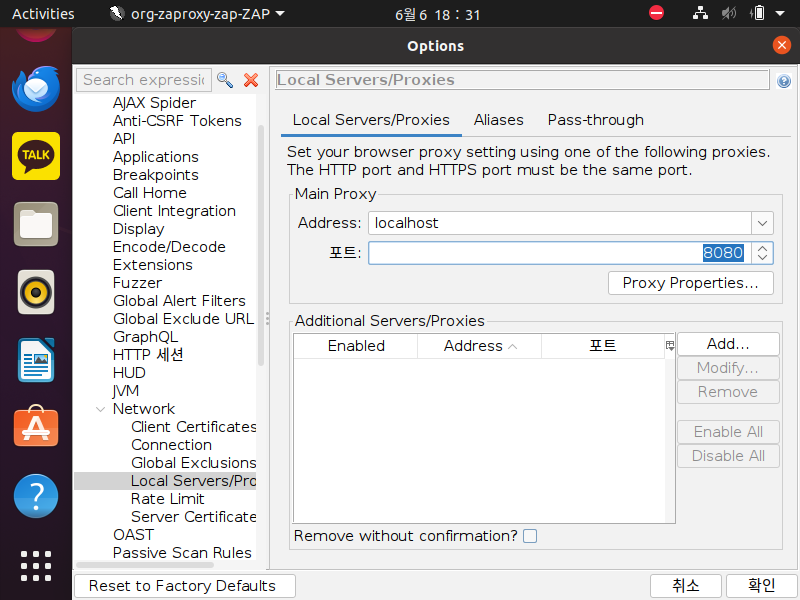 Activities
org-zaproxy-zap-ZAP
6월 6 18 : 31
Options
Search expressic
Local Servers/Proxies
AJAX Spider
Anti-CSRF Tokens
API
Applications
Breakpoints
Call Home
Client Integration
Display
Encode/Decode
Extensions
Fuzzer
Global Alert Filters
Global Exclude URL
GraphQL
HTTP 세션
HUD
JVM
Network
Client Certificates
Connection
Global Exclusions
Local Servers/Pro
Rate Limit
Server Certificate
OAST
Passive Scan Rules
Local Servers/Proxies Aliases Pass-through
Set your browser proxy setting using one of the following proxies.
The HTTP port and HTTPS port must be the same port.
Main Proxy
Address: localhost
포트: 8080
Proxy Properties...
Additional Servers/Proxies
Enabled Address 포트
Add...
Modify...
Remove
Enable All
Disable All
Remove without confirmation?
Reset to Factory Defaults
취소
확인
TALK